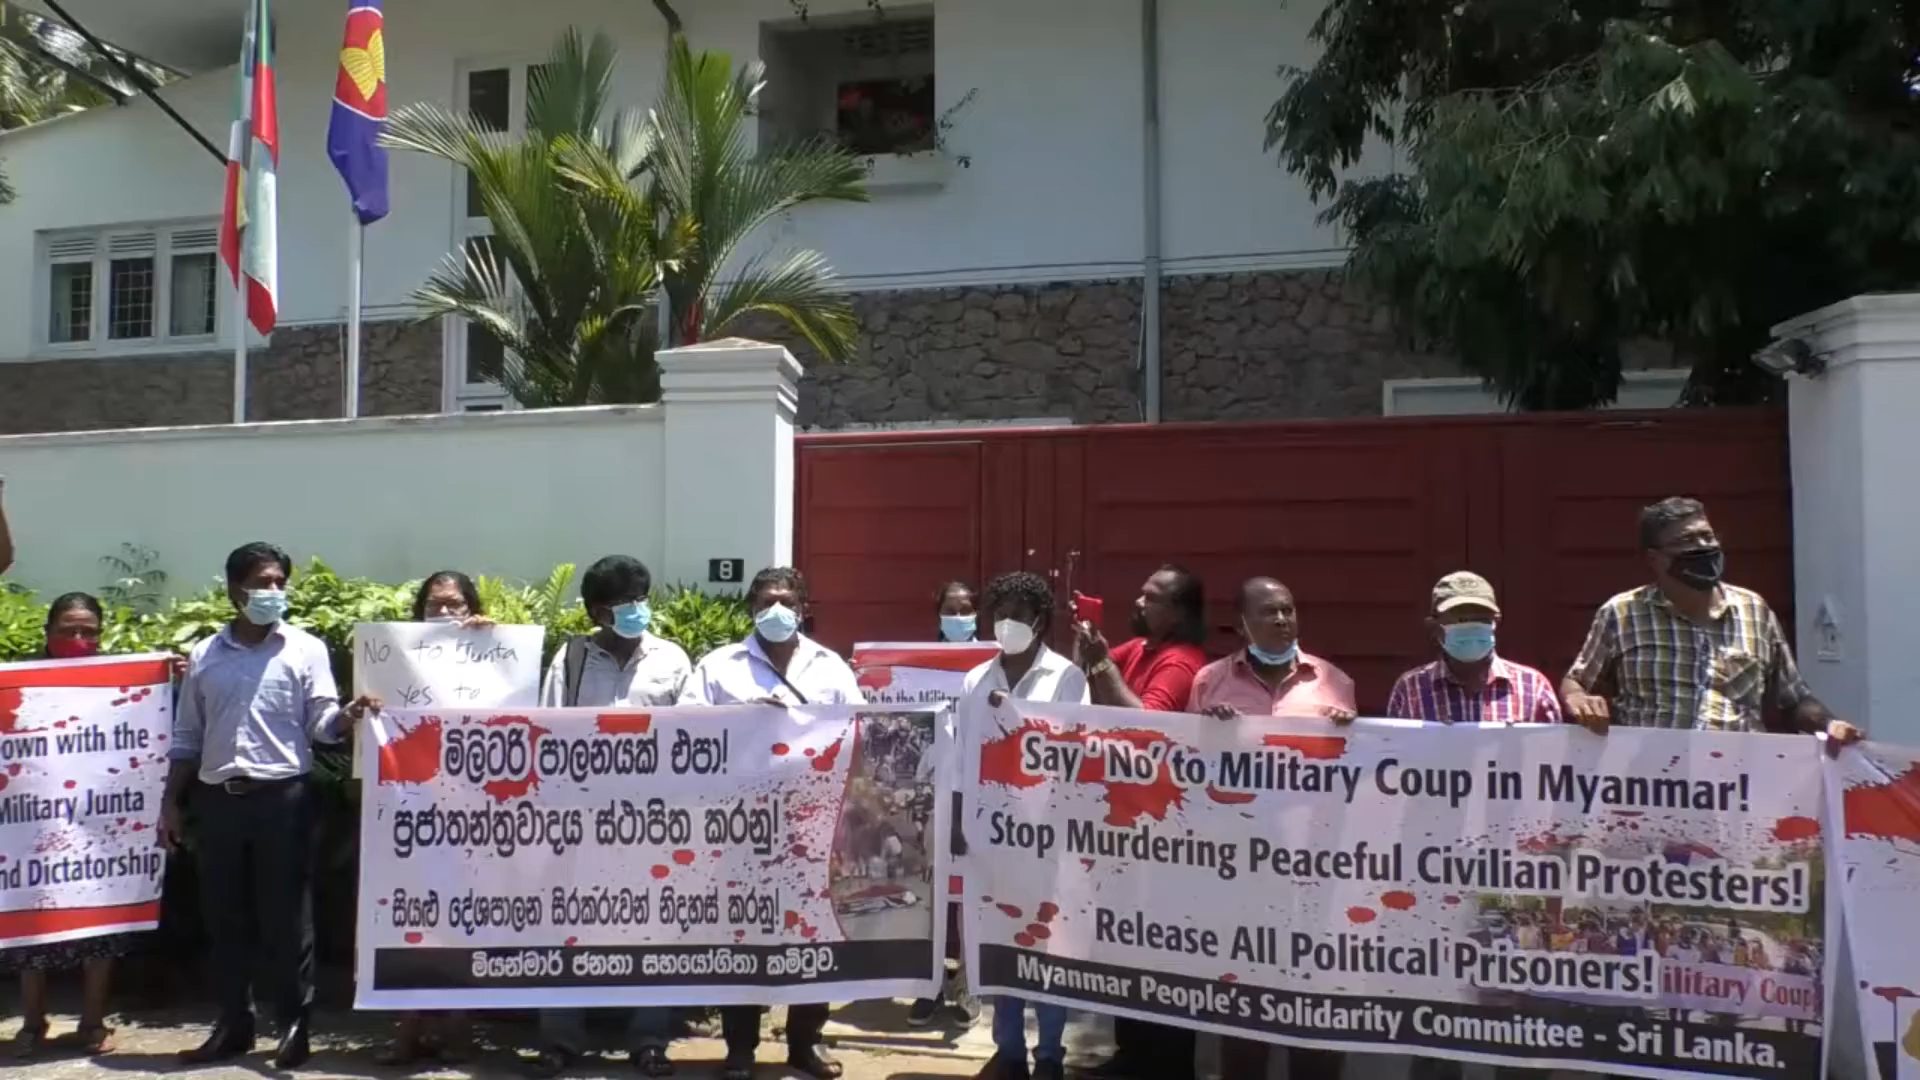 8
No to Junta
yes to
own with the
Military Junta
nd Dictatorship
මිලිටරි පාලනයක් එපා!
ප්‍රජාතන්ත්‍රවාදය ස්ථාපිත කරනු!
සියළු දේශපාලන සිරකරුවන් නිදහස් කරනු!
මියන්මාර් ජනතා සහයෝගීතා කමිටුව.
No to the Military
Say 'No' to Military Coup in Myanmar!
Stop Murdering Peaceful Civilian Protesters!
Release All Political Prisoners!
ilitary Coup
Myanmar People's Solidarity Committee - Sri Lanka.